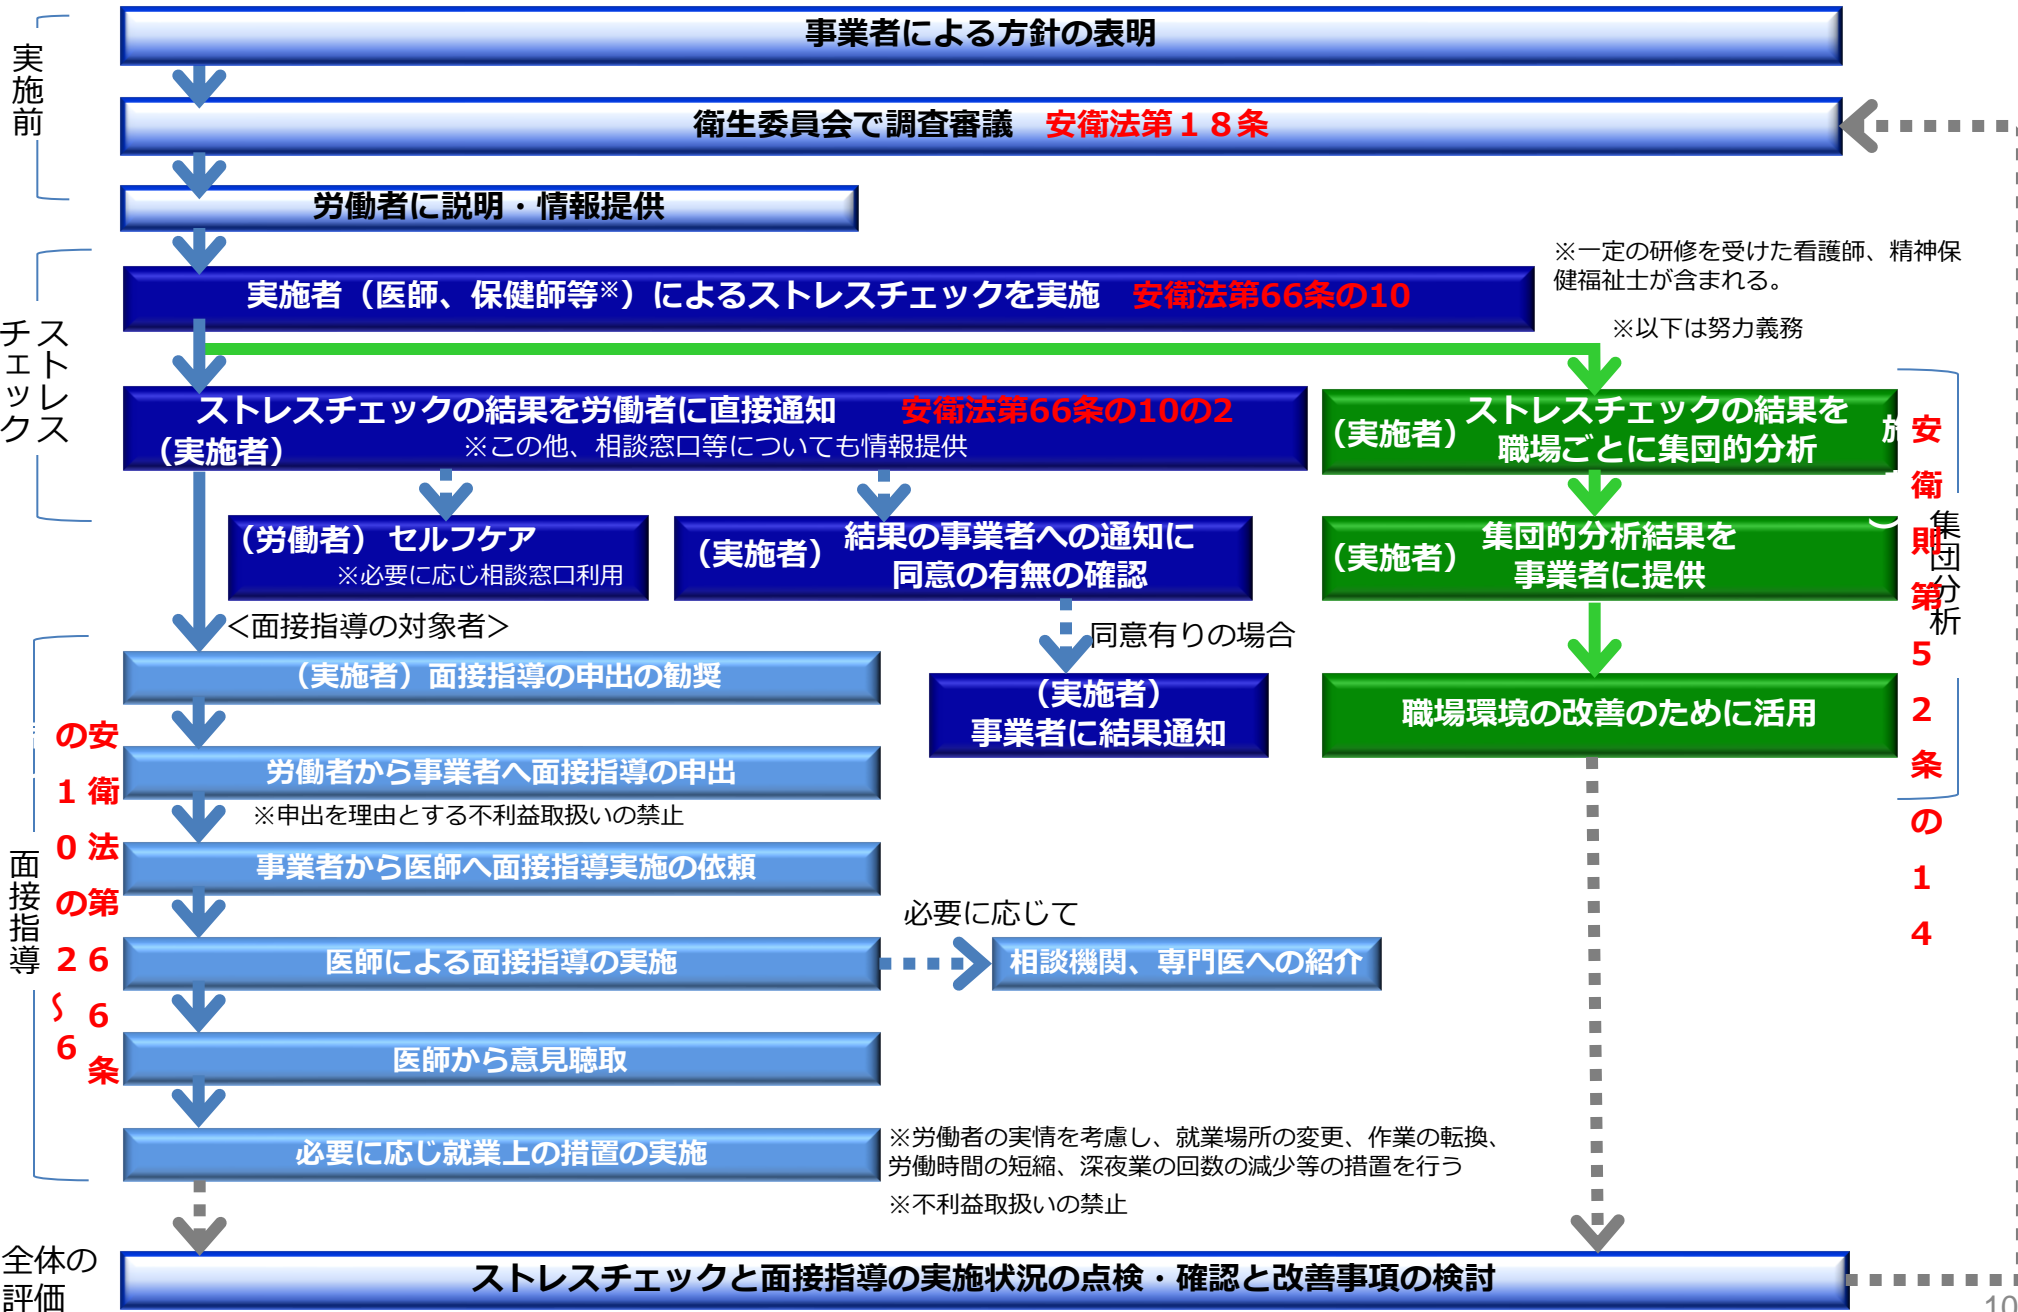 実施前
事業者による方針の表明
衛生委員会で調査審議　安衛法第１８条
労働者に説明・情報提供
ストレス
チェック
実施者（医師、保健師等※）によるストレスチェックを実施　安衛法第66条の10
※一定の研修を受けた看護師、精神保
健福祉士が含まれる。
※以下は努力義務
ストレスチェックの結果を労働者に直接通知　安衛法第66条の10の2
（実施者）　※この他、相談窓口等についても情報提供
（労働者）セルフケア
※必要に応じ相談窓口利用
（実施者）
結果の事業者への通知に
同意の有無の確認
同意有りの場合
（実施者）
事業者に結果通知
（実施者）
ストレスチェックの結果を
職場ごとに集団的分析
（実施者）
集団的分析結果を
事業者に提供
職場環境の改善のために活用
安衛則第５２条の１４
集団分析
＜面接指導の対象者＞
面接指導
安衛法第６６条
の１０の２～６
（実施者）面接指導の申出の勧奨
労働者から事業者へ面接指導の申出
※申出を理由とする不利益取扱いの禁止
事業者から医師へ面接指導実施の依頼
医師による面接指導の実施
必要に応じて
相談機関、専門医への紹介
医師から意見聴取
必要に応じ就業上の措置の実施
※労働者の実情を考慮し、就業場所の変更、作業の転換、
労働時間の短縮、深夜業の回数の減少等の措置を行う
※不利益取扱いの禁止
全体の
評価
ストレスチェックと面接指導の実施状況の点検・確認と改善事項の検討
10